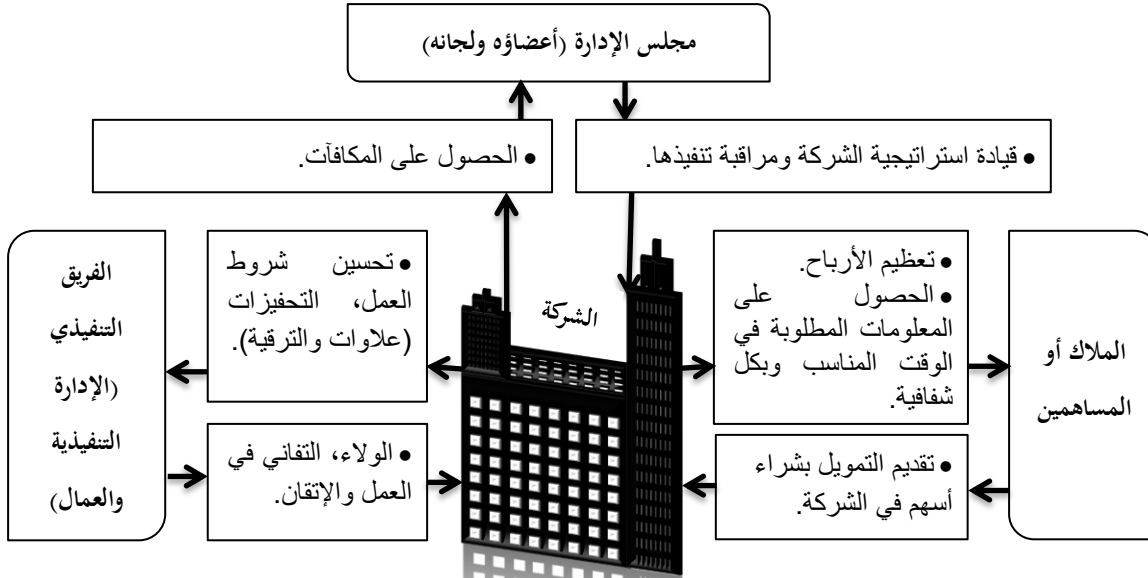 مجلس الإدارة (أعضاؤه ولجانه)
• قيادة استراتيجية الشركة ومراقبة تنفيذها.
• الحصول على المكافآت.
الملاك أو
المساهمين
• تعظيم الأرباح.
• الحصول على
المعلومات المطلوبة في
الوقت المناسب وبكل
شفافية.
• تقديم التمويل بشراء
أسهم في الشركة.
الشركة
• تحسين شروط
العمل، التحفيزات
(علاوات والترقية).
• الولاء، التفاني في
العمل والإتقان.
الفريق
التنفيذي
(الإدارة
التنفيذية
والعمال)